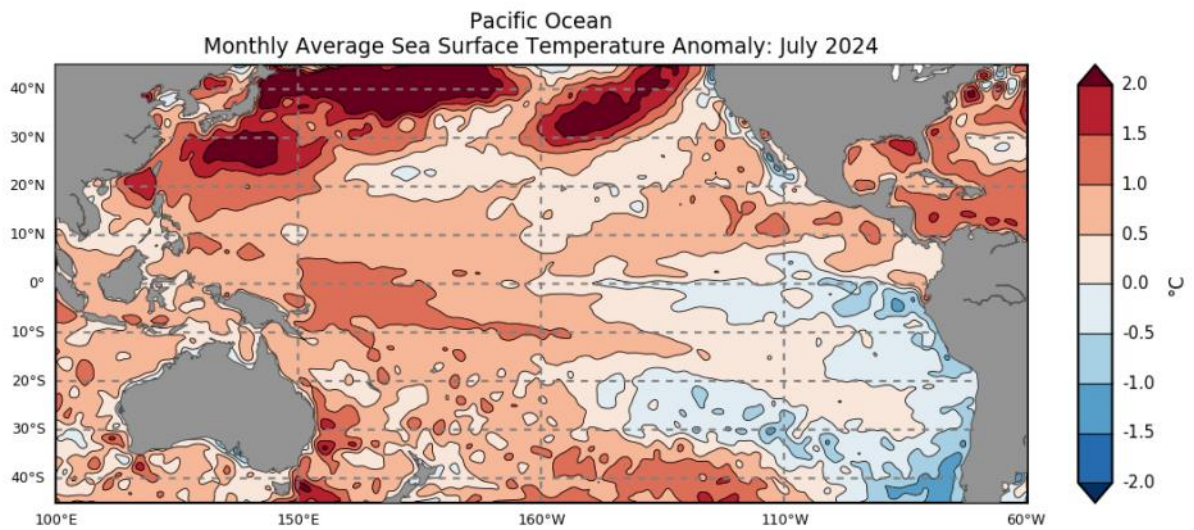 Pacific Ocean
Monthly Average Sea Surface Temperature Anomaly: July 2024
40°N
30°N
20°N
10°N
0°
10°S
20°S
30°S
40°S
100°E
150°E
160°W
110°W
60°W
2.0
1.5
1.0
0.5
0.0
-0.5
-1.0
-1.5
-2.0
°C